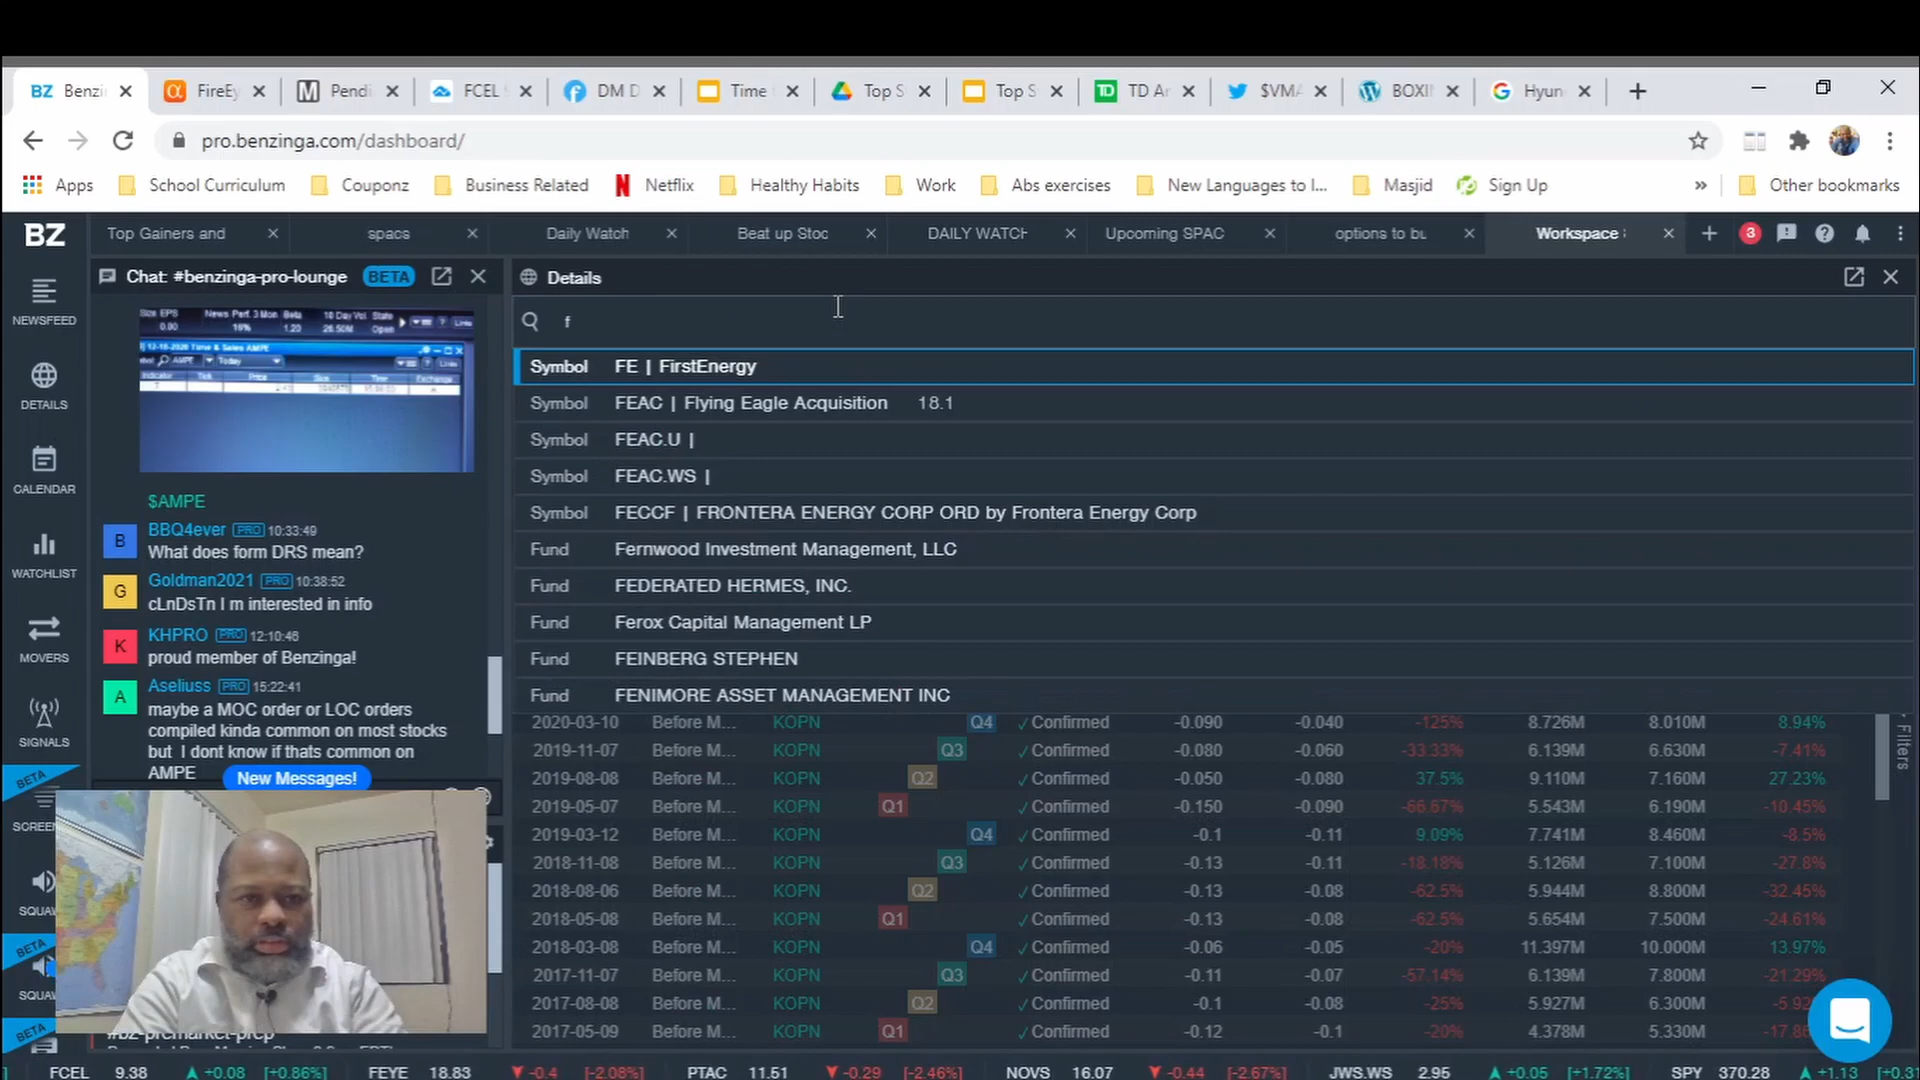 BZ Benzin
FireEy
Pendi
FCEL
DM D
Time
Top S
Top S
TD Ar
$VMA
BOXI
Hyun
pro.benzinga.com/dashboard/
Apps
School Curriculum
Couponz
Business Related
Netflix
Healthy Habits
Work
Abs exercises
New Languages to l...
Masjid
Sign Up
»
Other bookmarks
BZ
Top Gainers and
spacs
Daily Watch
Beat up Stoc
DAILY WATCH
Upcoming SPAC
options to bu
Workspace
3
NEWSFEED
DETAILS
CALENDAR
WATCHLIST
MOVERS
SIGNALS
BETA
SCREEN
SQUAW
BETA
SQUAW
BETA
Chat: #benzinga-pro-lounge BETA
$AMPE
B BBQ4ever PRO 10:33:49
What does form DRS mean?
G Goldman2021 PRO 10:38:52
cLnDsTn I m interested in info
K KHPRO PRO 12:10:46
proud member of Benzinga!
A Aseliuss PRO 15:22:41
maybe a MOC order or LOC orders
compiled kinda common on most stocks
but I dont know if thats common on
AMPE
New Messages!
#bz-premarket-prep
Details
f
Symbol FE | FirstEnergy
Symbol FEAC | Flying Eagle Acquisition 18.1
Symbol FEAC.U |
Symbol FEAC.WS |
Symbol FECCF | FRONTERA ENERGY CORP ORD by Frontera Energy Corp
Fund Fernwood Investment Management, LLC
Fund FEDERATED HERMES, INC.
Fund Ferox Capital Management LP
Fund FEINBERG STEPHEN
Fund FENIMORE ASSET MANAGEMENT INC
2020-03-10 Before M... KOPN Q4 ✓Confirmed -0.090 -0.040 -125% 8.726M 8.010M 8.94%
2019-11-07 Before M... KOPN Q3 ✓Confirmed -0.080 -0.060 -33.33% 6.139M 6.630M -7.41%
2019-08-08 Before M... KOPN Q2 ✓Confirmed -0.050 -0.080 37.5% 9.110M 7.160M 27.23%
2019-05-07 Before M... KOPN Q1 ✓Confirmed -0.150 -0.090 -66.67% 5.543M 6.190M -10.45%
2019-03-12 Before M... KOPN Q4 ✓Confirmed -0.1 -0.11 9.09% 7.741M 8.460M -8.5%
2018-11-08 Before M... KOPN Q3 ✓Confirmed -0.13 -0.11 -18.18% 5.126M 7.100M -27.8%
2018-08-06 Before M... KOPN Q2 ✓Confirmed -0.13 -0.08 -62.5% 5.944M 8.800M -32.45%
2018-05-08 Before M... KOPN Q1 ✓Confirmed -0.13 -0.08 -62.5% 5.654M 7.500M -24.61%
2018-03-08 Before M... KOPN Q4 ✓Confirmed -0.06 -0.05 -20% 11.397M 10.000M 13.97%
2017-11-07 Before M... KOPN Q3 ✓Confirmed -0.11 -0.07 -57.14% 6.139M 7.800M -21.29%
2017-08-08 Before M... KOPN Q2 ✓Confirmed -0.1 -0.08 -25% 5.927M 6.300M -5.92
2017-05-09 Before M... KOPN Q1 ✓Confirmed -0.12 -0.1 -20% 4.378M 5.330M -17.86
Filters
FCEL 9.38 ▲+0.08 [+0.86%] FEYE 18.83 ▼-0.4 [-2.08%] PTAC 11.51 ▼-0.29 [-2.46%] NOVS 16.07 ▼-0.44 [-2.67%] JWS.WS 2.95 ▲+0.05 [+1.72%] SPY 370.28 ▲+1.13 [+0.31